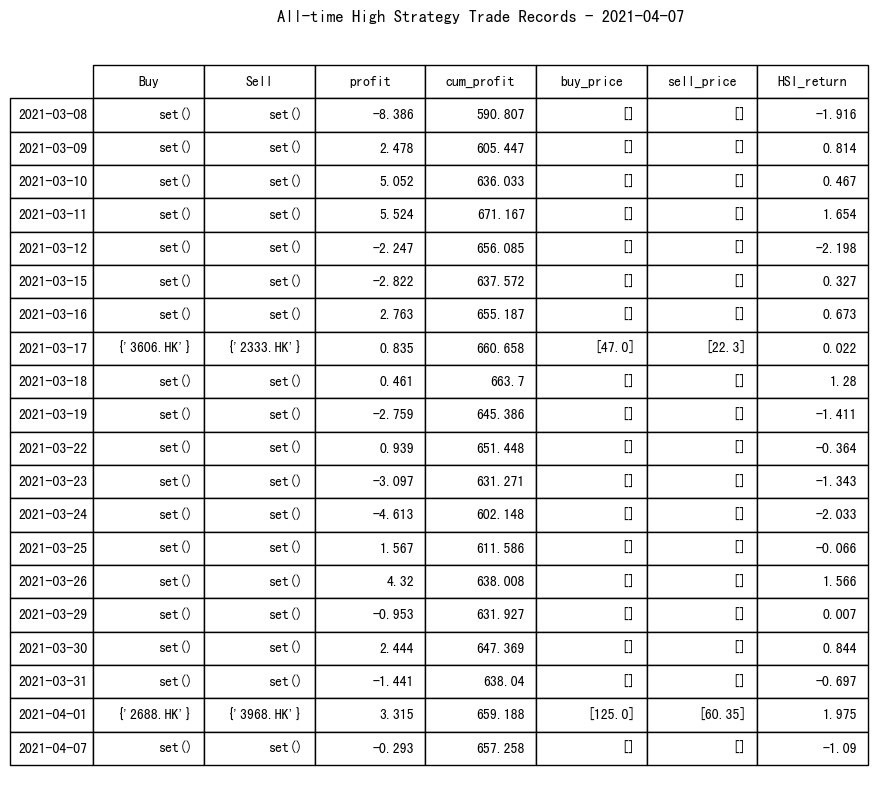 All-time High Strategy Trade Records - 2021-04-07
Buy Sell profit cum_profit buy_price sell_price HSI_return
2021-03-08 set() set() -8.386 590.807 [] [] -1.916
2021-03-09 set() set() 2.478 605.447 [] [] 0.814
2021-03-10 set() set() 5.052 636.033 [] [] 0.467
2021-03-11 set() set() 5.524 671.167 [] [] 1.654
2021-03-12 set() set() -2.247 656.085 [] [] -2.198
2021-03-15 set() set() -2.822 637.572 [] [] 0.327
2021-03-16 set() set() 2.763 655.187 [] [] 0.673
2021-03-17 {'3606.HK'} {'2333.HK'} 0.835 660.658 [47.0] [22.3] 0.022
2021-03-18 set() set() 0.461 663.7 [] [] 1.28
2021-03-19 set() set() -2.759 645.386 [] [] -1.411
2021-03-22 set() set() 0.939 651.448 [] [] -0.364
2021-03-23 set() set() -3.097 631.271 [] [] -1.343
2021-03-24 set() set() -4.613 602.148 [] [] -2.033
2021-03-25 set() set() 1.567 611.586 [] [] -0.066
2021-03-26 set() set() 4.32 638.008 [] [] 1.566
2021-03-29 set() set() -0.953 631.927 [] [] 0.007
2021-03-30 set() set() 2.444 647.369 [] [] 0.844
2021-03-31 set() set() -1.441 638.04 [] [] -0.697
2021-04-01 {'2688.HK'} {'3968.HK'} 3.315 659.188 [125.0] [60.35] 1.975
2021-04-07 set() set() -0.293 657.258 [] [] -1.09